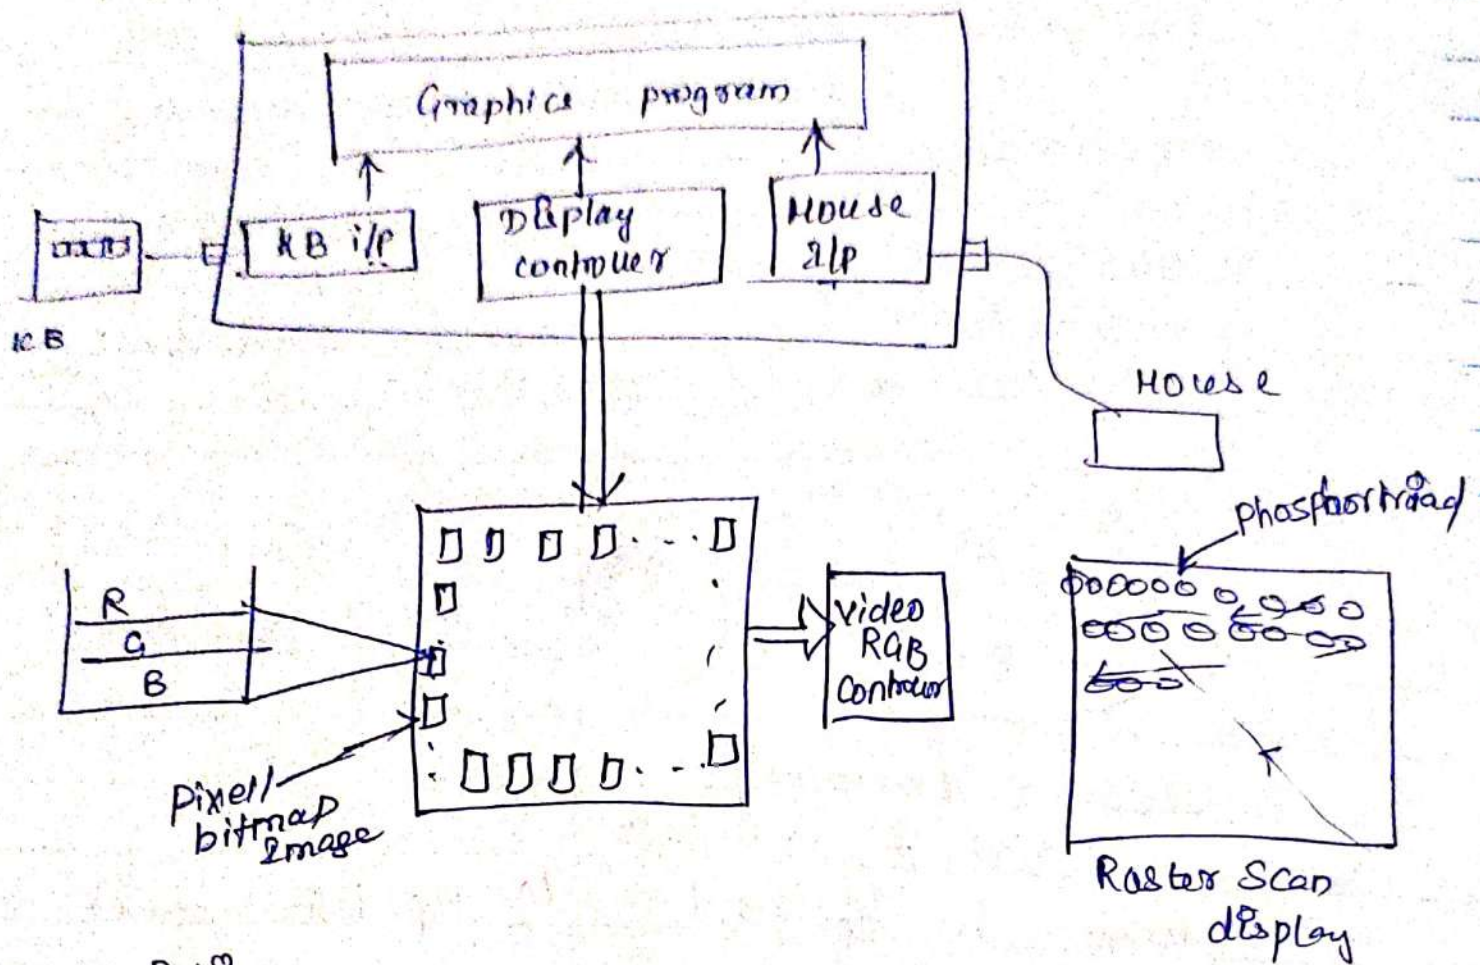 Graphics program
KB i/p
Display
controller
Mouse
I/p
KB
Mouse
phosphor triad
R
G
B
Video
RGB
Controller
Pixel/
bitmap
Image
Raster Scan
display